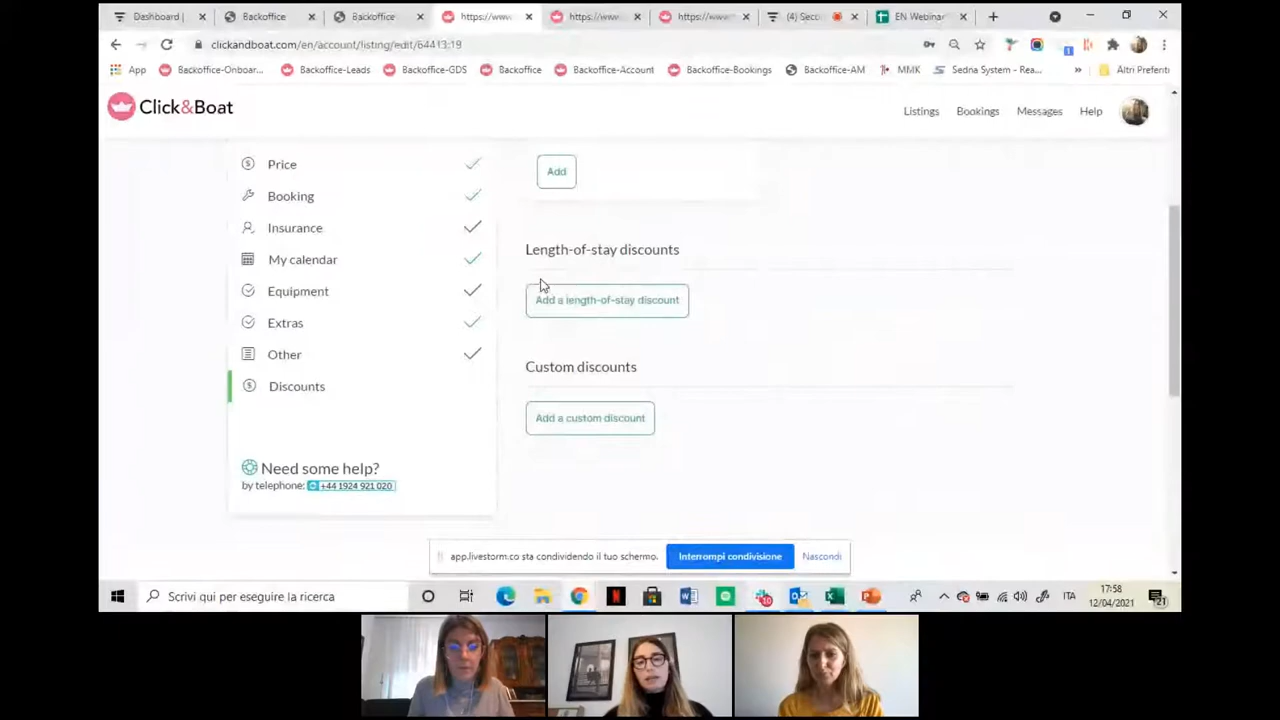 Dashboard |
Backoffice
Backoffice
https://www
https://www
https://www
(4) Seco
EN Webinar
clickandboat.com/en/account/listing/edit/64413:19
App
Backoffice-Onboar...
Backoffice-Leads
Backoffice-GDS
Backoffice
Backoffice-Account
Backoffice-Bookings
Backoffice-AM
MMK
Sedna System - Rea...
»
Altri Preferiti
Click&Boat
Listings
Bookings
Messages
Help
Price
Booking
Insurance
My calendar
Equipment
Extras
Other
Discounts
Need some help?
by telephone: +44 1924 921 020
Add
Length-of-stay discounts
Add a length-of-stay discount
Custom discounts
Add a custom discount
app.livestorm.co sta condividendo il tuo schermo.
Interrompi condivisione
Nascondi
Scrivi qui per eseguire la ricerca
ITA
17:58
12/04/2021